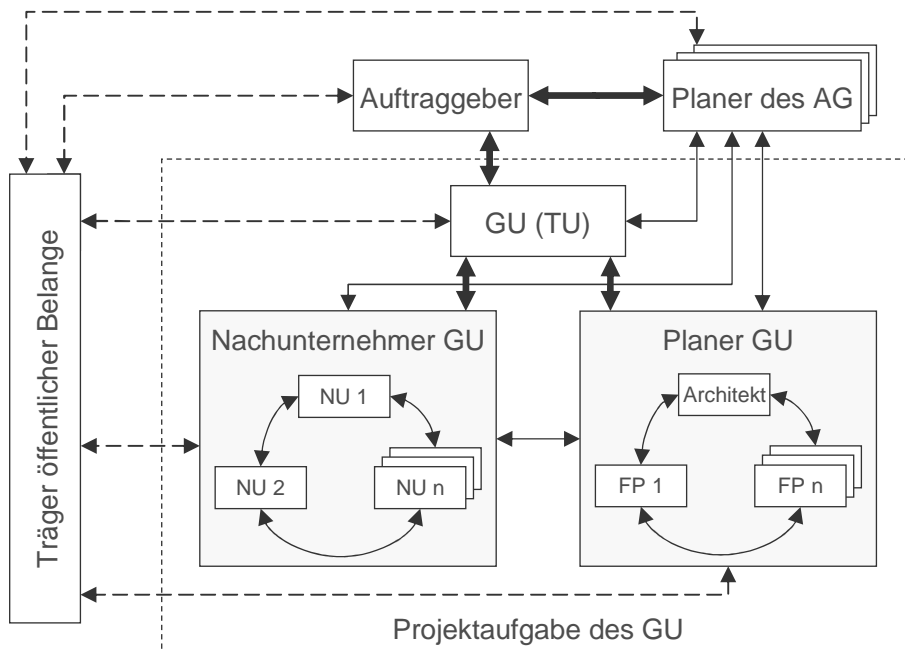 Auftraggeber
Planer des AG
Träger öffentlicher Belange
GU (TU)
Nachunternehmer GU
NU 1
NU 2
NU n
Planer GU
Architekt
FP 1
FP n
Projektaufgabe des GU